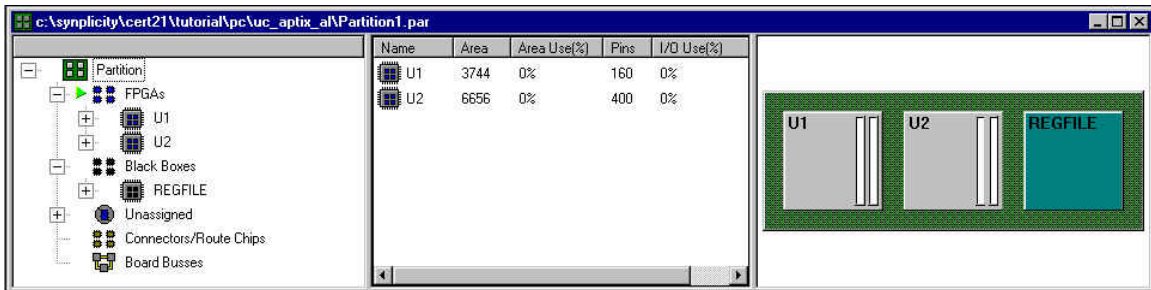 c:\synplicity\cert21\tutorial\pc\uc_aptix_al\Partition1.par
Partition
FPGAs
U1
U2
Black Boxes
REGFILE
Unassigned
Connectors/Route Chips
Board Busses
Name Area Area Use(%) Pins I/O Use(%)
U1 3744 0% 160 0%
U2 6656 0% 400 0%
U1 U2 REGFILE